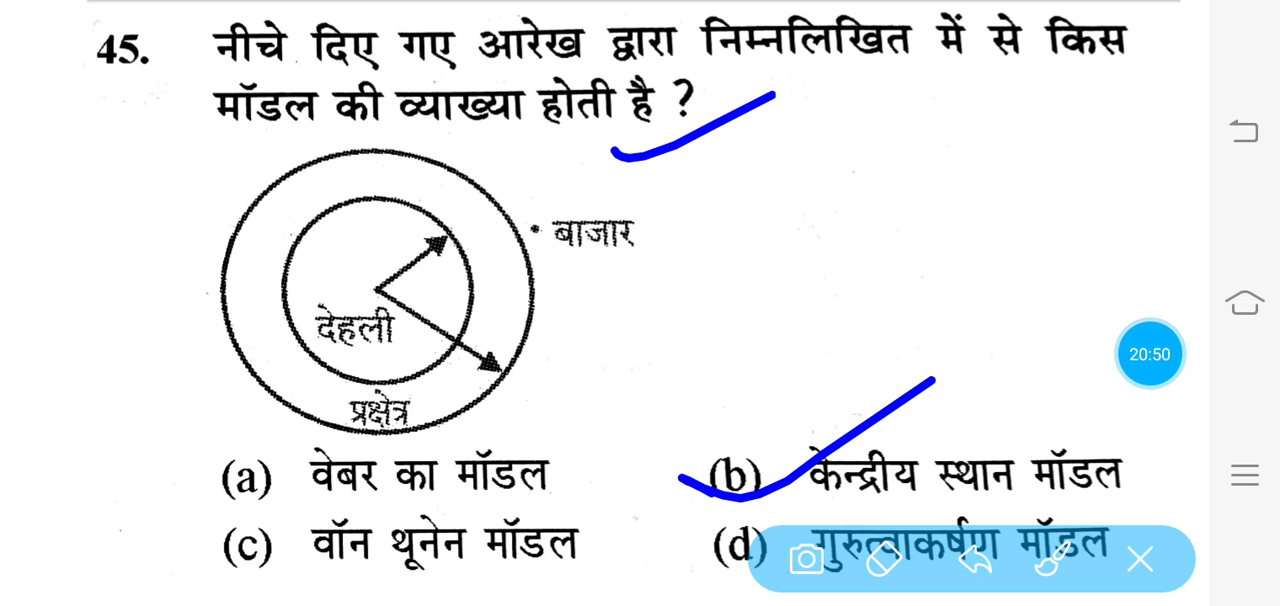 45. नीचे दिए गए आरेख द्वारा निम्नलिखित में से किस
मॉडल की व्याख्या होती है ?
• बाजार
देहली
प्रक्षेत्र
20:50
(a) वेबर का मॉडल (b) केन्द्रीय स्थान मॉडल
(c) वॉन थूनेन मॉडल (d) गुरुत्वाकर्षण मॉडल